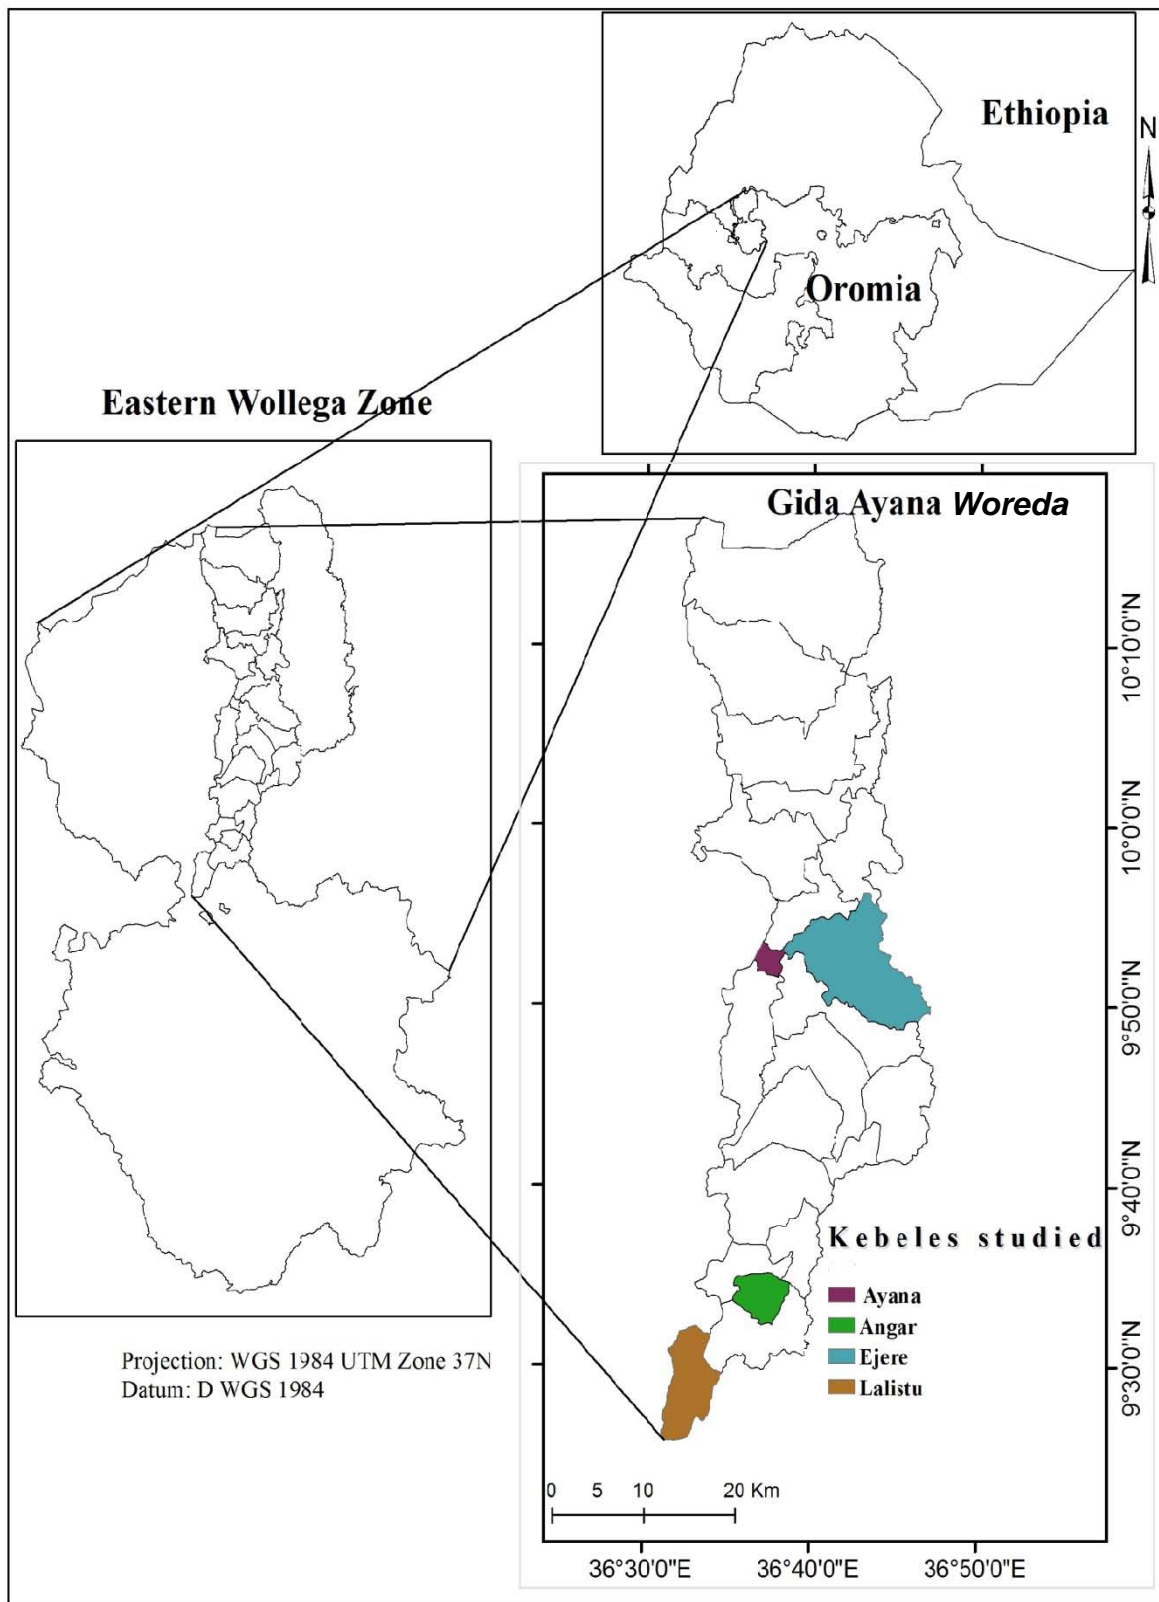 Ethiopia
N
Oromia
Eastern Wollega Zone
Gida Ayana Woreda
10°10'0"N
10°0'0"N
9°50'0"N
9°40'0"N
9°30'0"N
Kebeles studied
Ayana
Angar
Ejere
Lalistu
Projection: WGS 1984 UTM Zone 37N
Datum: D WGS 1984
0 5 10 20 Km
36°30'0"E 36°40'0"E 36°50'0"E